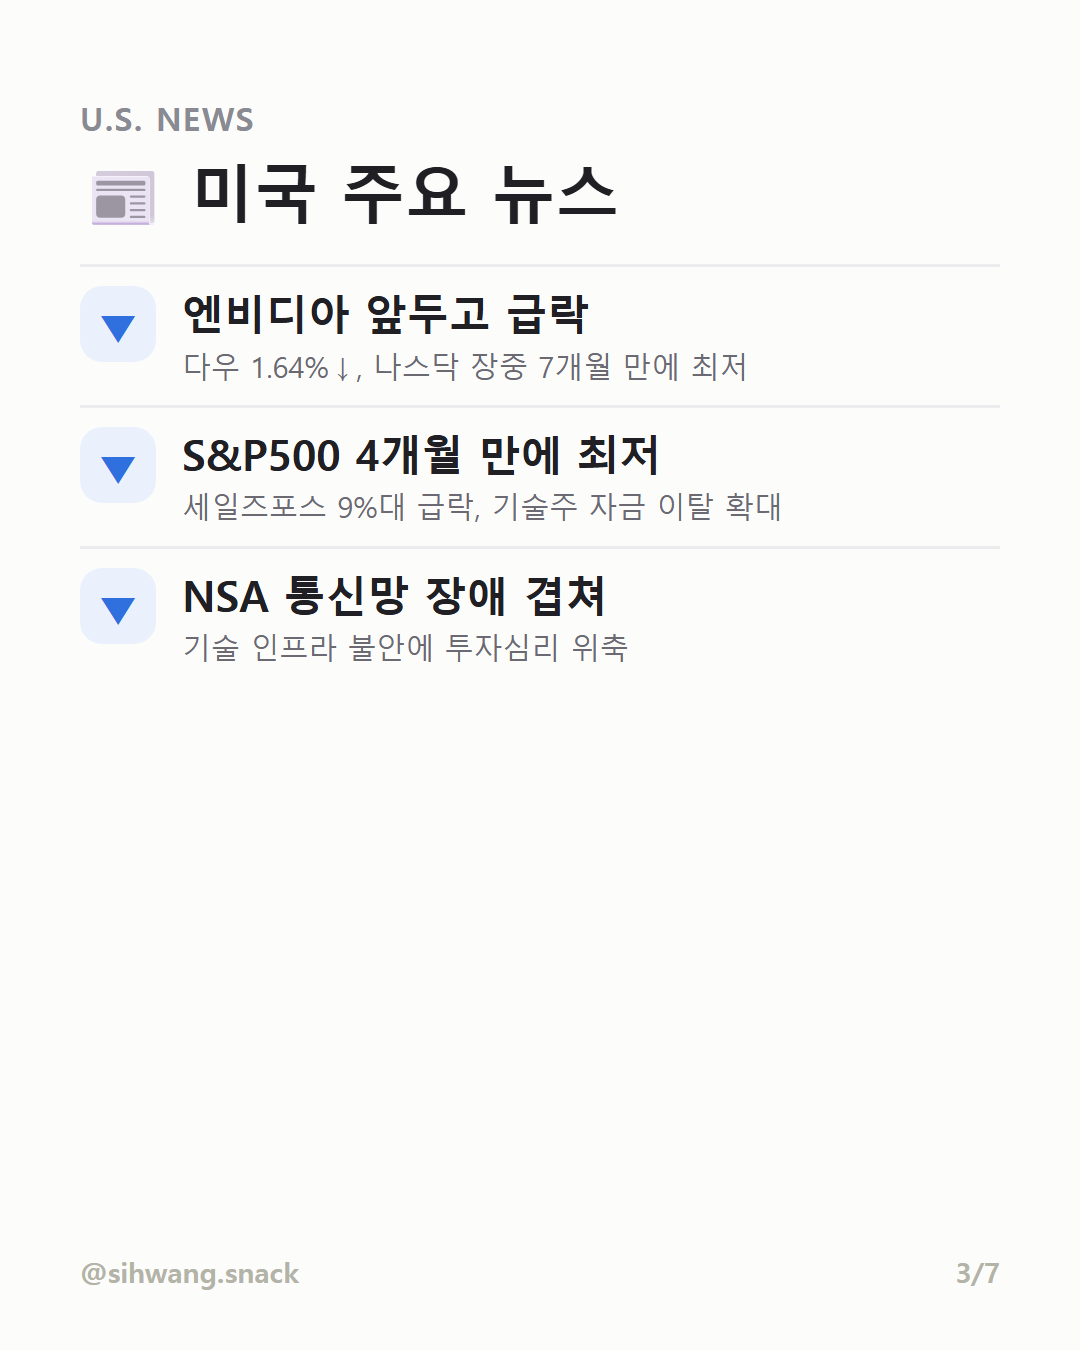 U.S. NEWS
미국 주요 뉴스
엔비디아 앞두고 급락
다우 1.64%↓, 나스닥 장중 7개월 만에 최저
S&P500 4개월 만에 최저
세일즈포스 9%대 급락, 기술주 자금 이탈 확대
NSA 통신망 장애 겹쳐
기술 인프라 불안에 투자심리 위축
@sihwang.snack
3/7